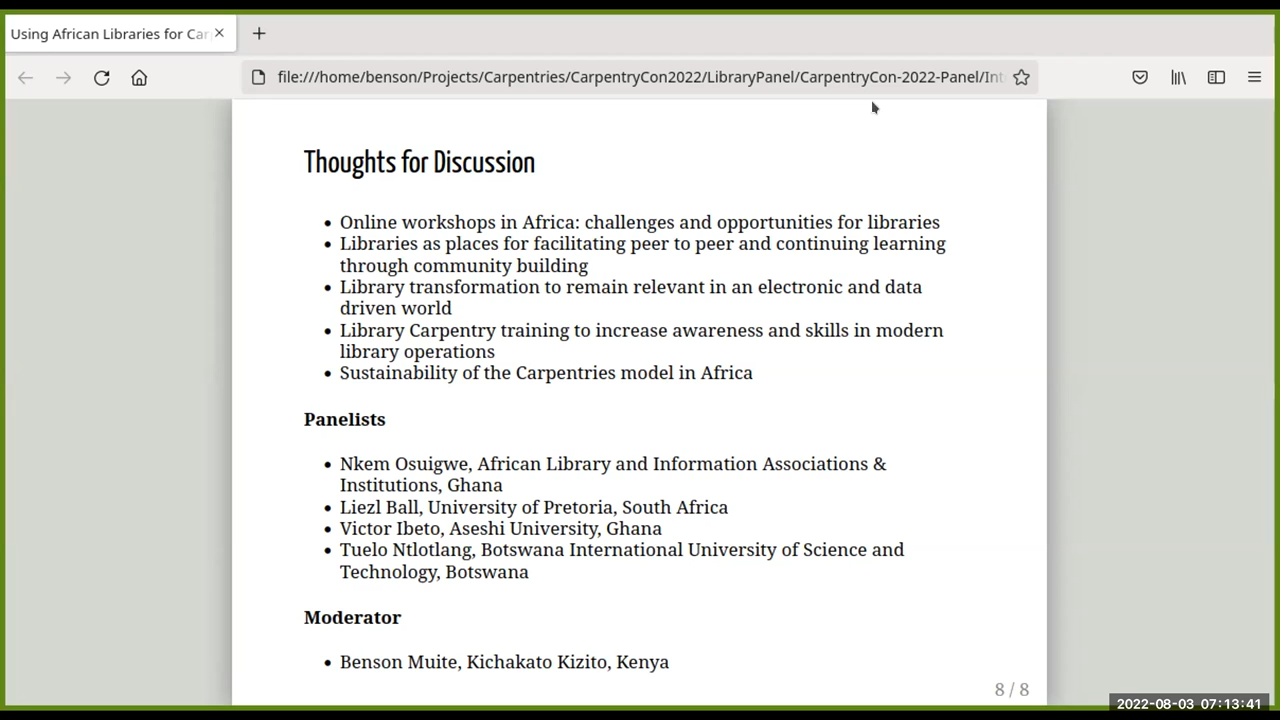 Using African Libraries for Car
file:///home/benson/Projects/Carpentries/CarpentryCon2022/LibraryPanel/CarpentryCon-2022-Panel/Int
Thoughts for Discussion
• Online workshops in Africa: challenges and opportunities for libraries
• Libraries as places for facilitating peer to peer and continuing learning
through community building
• Library transformation to remain relevant in an electronic and data
driven world
• Library Carpentry training to increase awareness and skills in modern
library operations
• Sustainability of the Carpentries model in Africa
Panelists
• Nkem Osuigwe, African Library and Information Associations &
Institutions, Ghana
• Liezl Ball, University of Pretoria, South Africa
• Victor Ibeto, Aseshi University, Ghana
• Tuelo Ntlotlang, Botswana International University of Science and
Technology, Botswana
Moderator
• Benson Muite, Kichakato Kizito, Kenya
8 / 8
2022-08-03 07:13:41